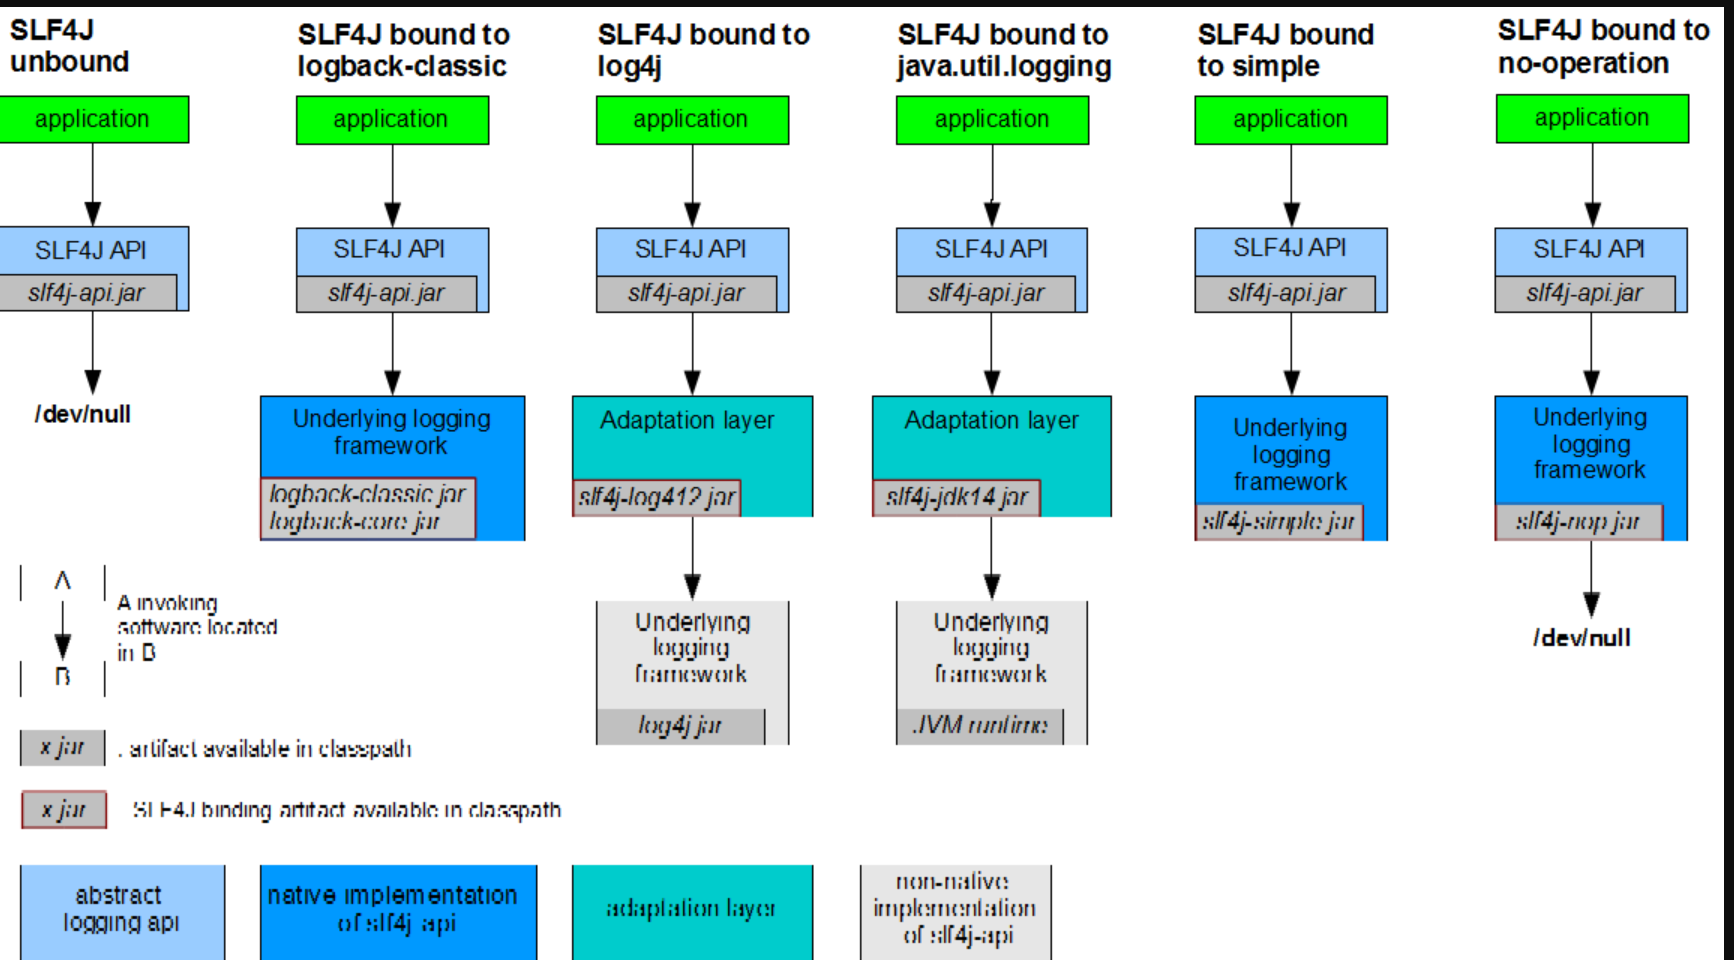 SLF4J
unbound
SLF4J bound to
logback-classic
SLF4J bound to
log4j
SLF4J bound to
java.util.logging
SLF4J bound
to simple
SLF4J bound to
no-operation
application
application
application
application
application
application
SLF4J API
slf4j-api.jar
SLF4J API
slf4j-api.jar
SLF4J API
slf4j-api.jar
SLF4J API
slf4j-api.jar
SLF4J API
slf4j-api.jar
SLF4J API
slf4j-api.jar
/dev/null
Underlying logging
framework
logback-classic.jar
logback-core.jar
Adaptation layer
slf4j-log412.jar
Adaptation layer
slf4j-jdk14.jar
Underlying
logging
framework
slf4j-simple.jar
Underlying
logging
framework
slf4j-nop.jar
Underlying
logging
framework
log4j.jar
Underlying
logging
framework
JVM runtime
/dev/null
A
B
A invoking
software located
in B
x.jar
: artifact available in classpath
x.jar
SLF4J binding artifact available in classpath
abstract
logging api
native implementation
of slf4j-api
adaptation layer
non-native
implementation
of slf4j-api